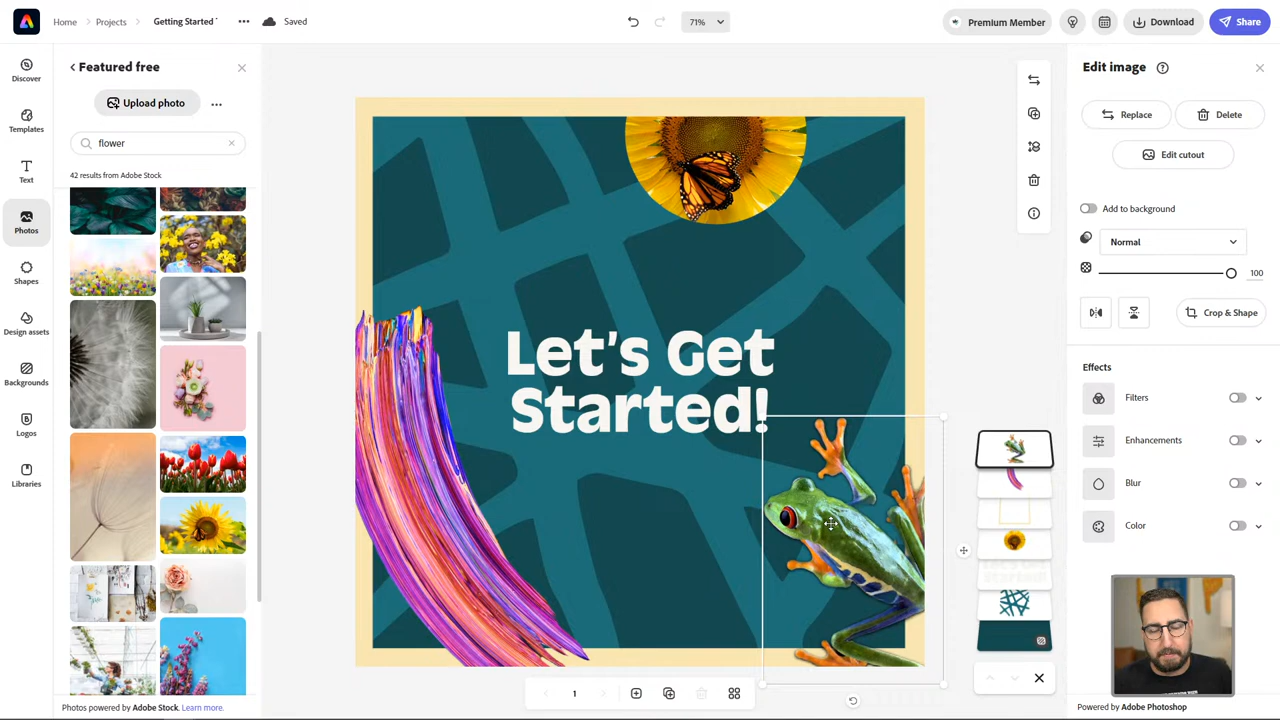 Home
Projects
Getting Started
Saved
71%
Premium Member
Download
Share
Discover
Templates
Text
Photos
Shapes
Design assets
Backgrounds
Logos
Libraries
Featured free
Upload photo
flower
42 results from Adobe Stock
Photos powered by Adobe Stock. Learn more.
Let's Get
Started!
1
Let's Get
Started!
Edit image
Replace
Delete
Edit cutout
Add to background
Normal
100
Crop & Shape
Effects
Filters
Enhancements
Blur
Color
Powered by Adobe Photoshop